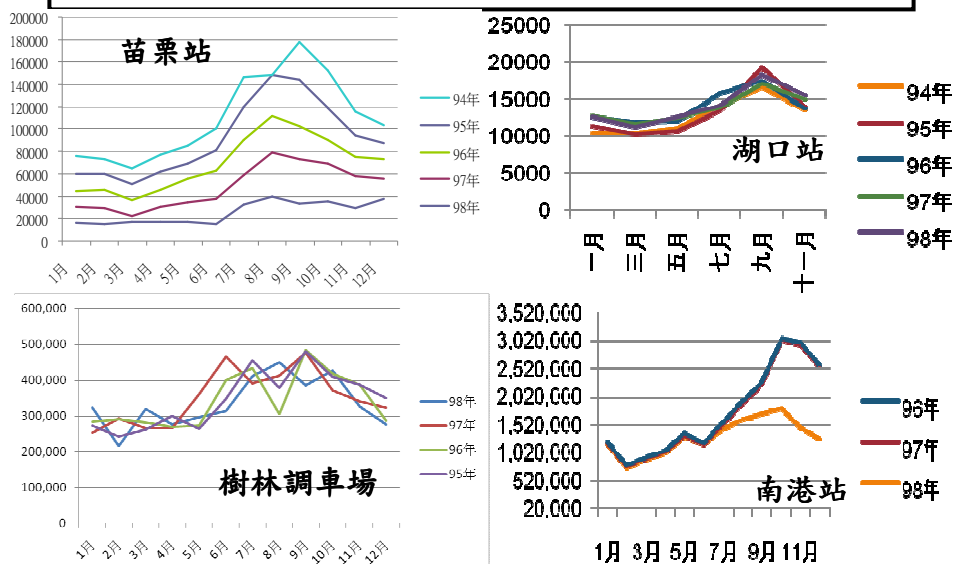 苗栗站
200000
180000
160000
140000
120000
100000
80000
60000
40000
20000
0
1月 2月 3月 4月 5月 6月 7月 8月 9月 10月 11月 12月
94年
95年
96年
97年
98年
湖口站
25000
20000
15000
10000
5000
0
一月 三月 五月 七月 九月 十一月
94年
95年
96年
97年
98年
樹林調車場
600,000
500,000
400,000
300,000
200,000
100,000
0
1月 2月 3月 4月 5月 6月 7月 8月 9月 10月 11月 12月
98年
97年
96年
95年
南港站
3,520,000
3,020,000
2,520,000
2,020,000
1,520,000
1,020,000
520,000
20,000
1月 3月 5月 7月 9月 11月
96年
97年
98年